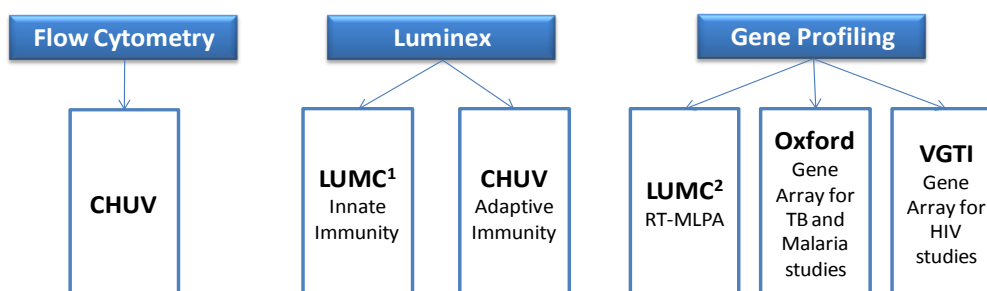 Flow Cytometry
Luminex
Gene Profiling
CHUV
LUMC¹
Innate
Immunity
CHUV
Adaptive
Immunity
LUMC²
RT-MLPA
Oxford
Gene
Array for
TB and
Malaria
studies
VGTI
Gene
Array for
HIV
studies